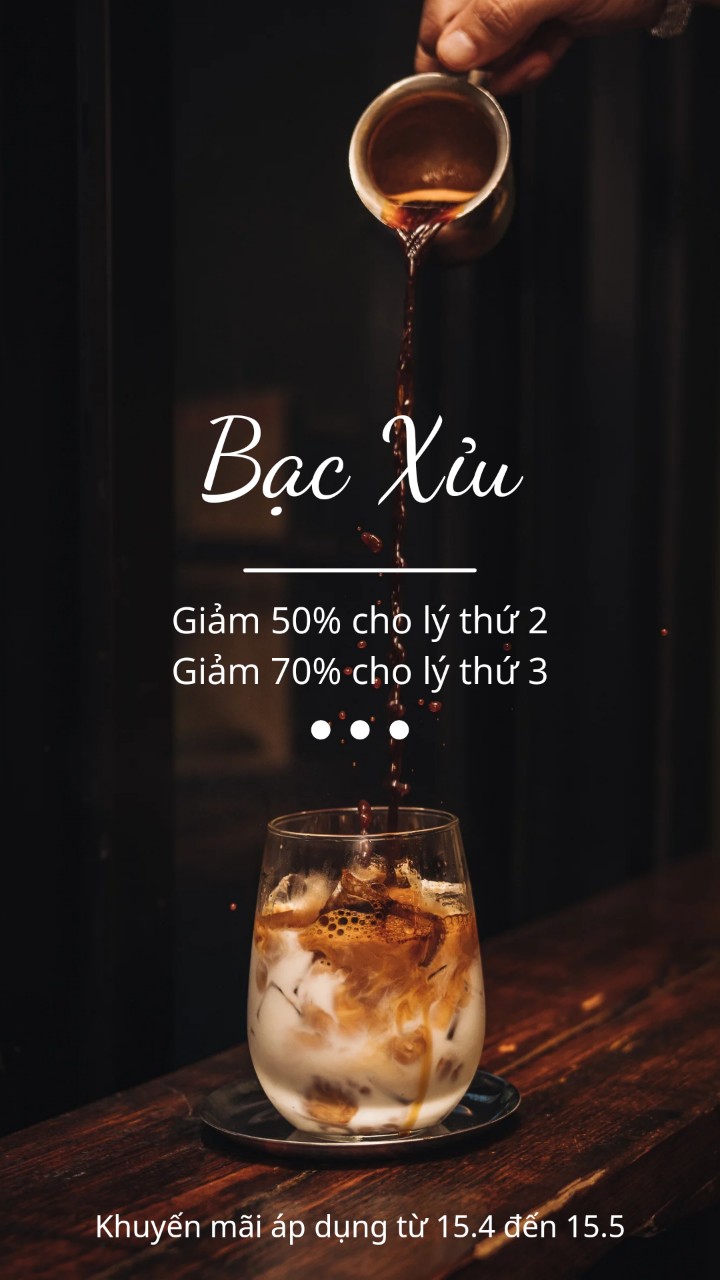 Bạc Xỉu
Giảm 50% cho lý thứ 2
Giảm 70% cho lý thứ 3
Khuyến mãi áp dụng từ 15.4 đến 15.5